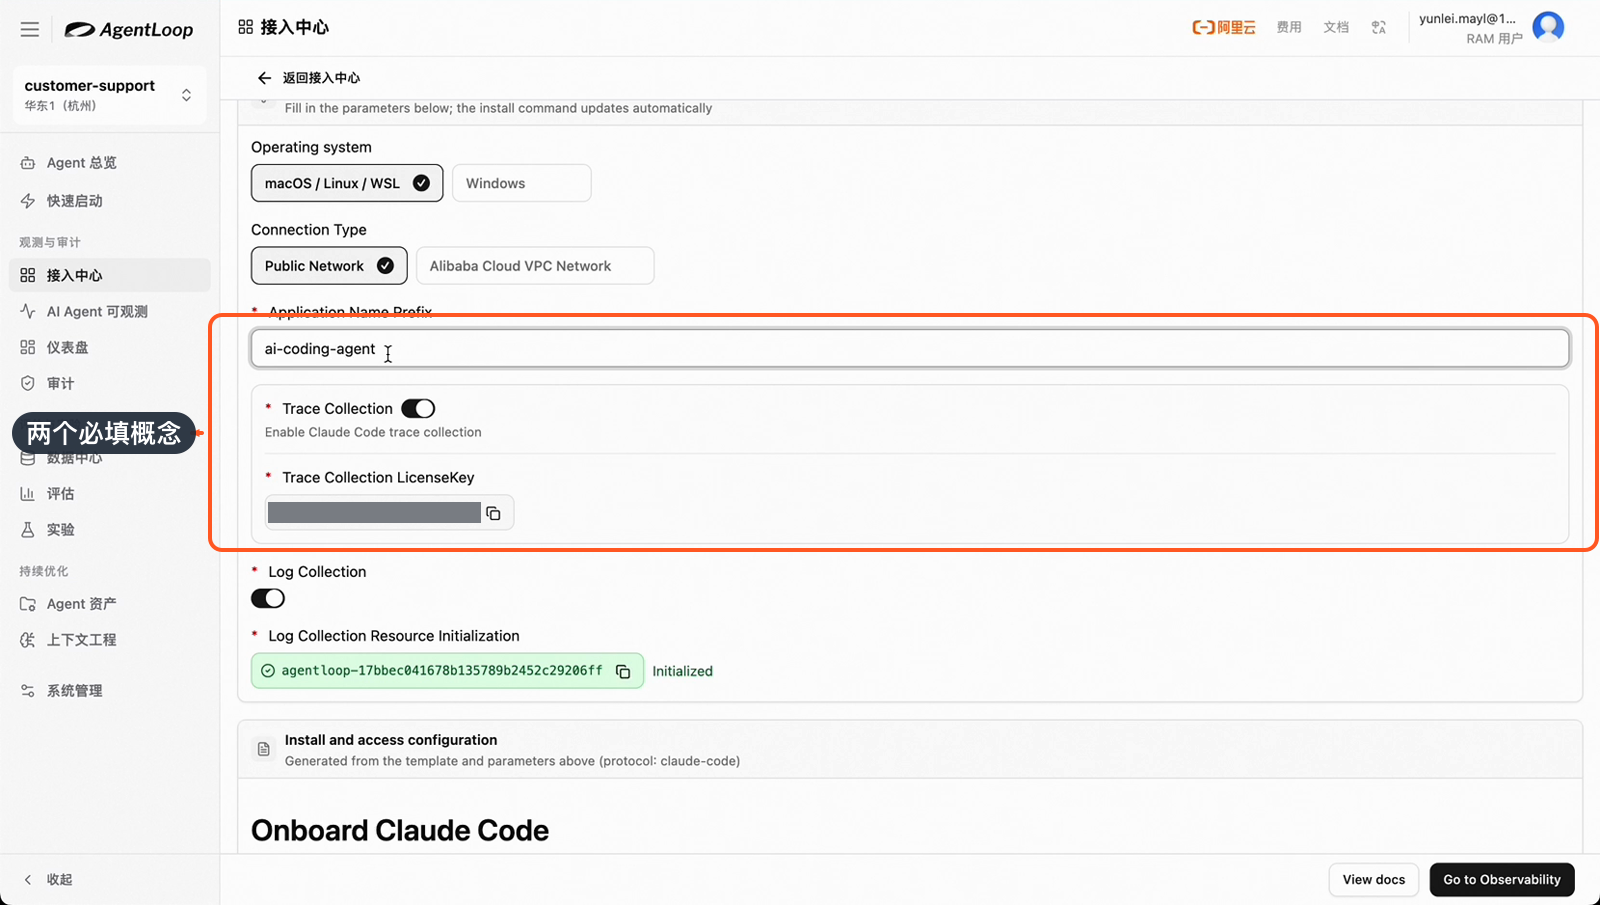 AgentLoop
接入中心
阿里云
费用
文档
yunlei.mayl@1...
RAM 用户
customer-support
华东1（杭州）
返回接入中心
Agent 总览
快速启动
观测与审计
接入中心
AI Agent 可观测
仪表盘
审计
两个必填概念
数据中心
评估
实验
持续优化
Agent 资产
上下文工程
系统管理
收起
Fill in the parameters below; the install command updates automatically
Operating system
macOS / Linux / WSL
Windows
Connection Type
Public Network
Alibaba Cloud VPC Network
* Application Name Prefix
ai-coding-agent
* Trace Collection
Enable Claude Code trace collection
* Trace Collection LicenseKey
* Log Collection
* Log Collection Resource Initialization
agentloop-17bbec041678b135789b2452c29206ff
Initialized
Install and access configuration
Generated from the template and parameters above (protocol: claude-code)
Onboard Claude Code
View docs
Go to Observability